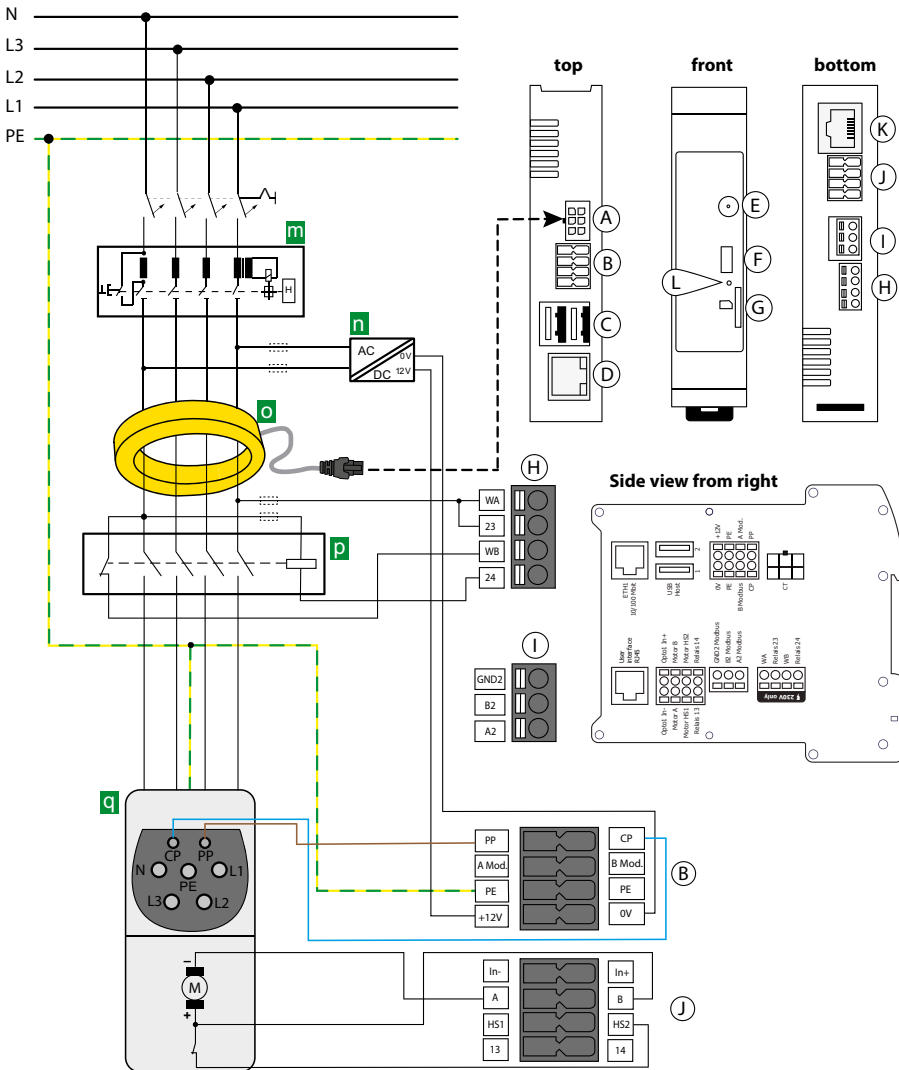 N
L3
L2
L1
PE
top
front
bottom
K
J
I
H
A
B
C
D
E
F
L
G
m
H
n
AC
DC
0V
12V
o
H
WA
23
WB
24
p
Side view from right
ETH1
10/100 Mbit
USB
Host
1
2
+12V
PE
A Mod.
PP
0V
PE
B Modbus
CP
CT
User
interface
RJ45
Opto1 In+
Motor B
Motor HS2
Relais 14
Opto1 In-
Motor A
Motor HS1
Relais 13
GND2 Modbus
B2 Modbus
A2 Modbus
WA
Relais 23
WB
Relais 24
230V only
I
GND2
B2
A2
q
CP
PP
N
L1
PE
L3
L2
PP
A Mod.
PE
+12V
CP
B Mod.
PE
0V
B
M
−
+
In-
A
HS1
13
In+
B
HS2
14
J